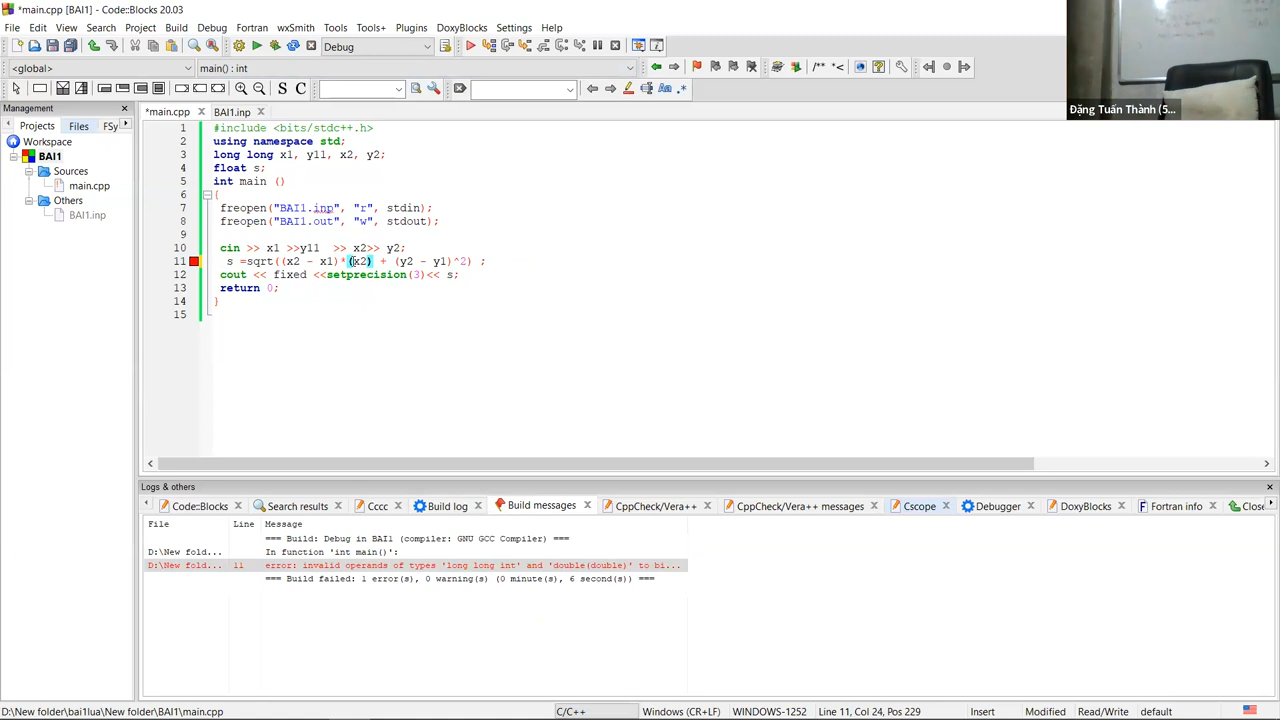 *main.cpp [BAI1] - Code::Blocks 20.03
File Edit View Search Project Build Debug Fortran wxSmith Tools Tools+ Plugins DoxyBlocks Settings Help
Debug
<global> main() : int
/** *<
S C
Management
Projects Files FSy
*main.cpp BAI1.inp
Workspace
BAI1
Sources
main.cpp
Others
BAI1.inp
1 #include <bits/stdc++.h>
2 using namespace std;
3 long long x1, y11, x2, y2;
4 float s;
5 int main ()
6 {
7 freopen("BAI1.inp", "r", stdin);
8 freopen("BAI1.out", "w", stdout);
9
10 cin >> x1 >>y11 >> x2>> y2;
11 s =sqrt((x2 - x1)*(x2) + (y2 - y1)^2) ;
12 cout << fixed <<setprecision(3)<< s;
13 return 0;
14 }
15
Đặng Tuấn Thành (5...
Logs & others
Code::Blocks Search results Cccc Build log Build messages CppCheck/Vera++ CppCheck/Vera++ messages Cscope Debugger DoxyBlocks Fortran info Close
File Line Message
=== Build: Debug in BAI1 (compiler: GNU GCC Compiler) ===
D:\New fold... In function 'int main()':
D:\New fold... 11 error: invalid operands of types 'long long int' and 'double(double)' to bi...
=== Build failed: 1 error(s), 0 warning(s) (0 minute(s), 6 second(s)) ===
D:\New folder\bai1lua\New folder\BAI1\main.cpp C/C++ Windows (CR+LF) WINDOWS-1252 Line 11, Col 24, Pos 229 Insert Modified Read/Write default